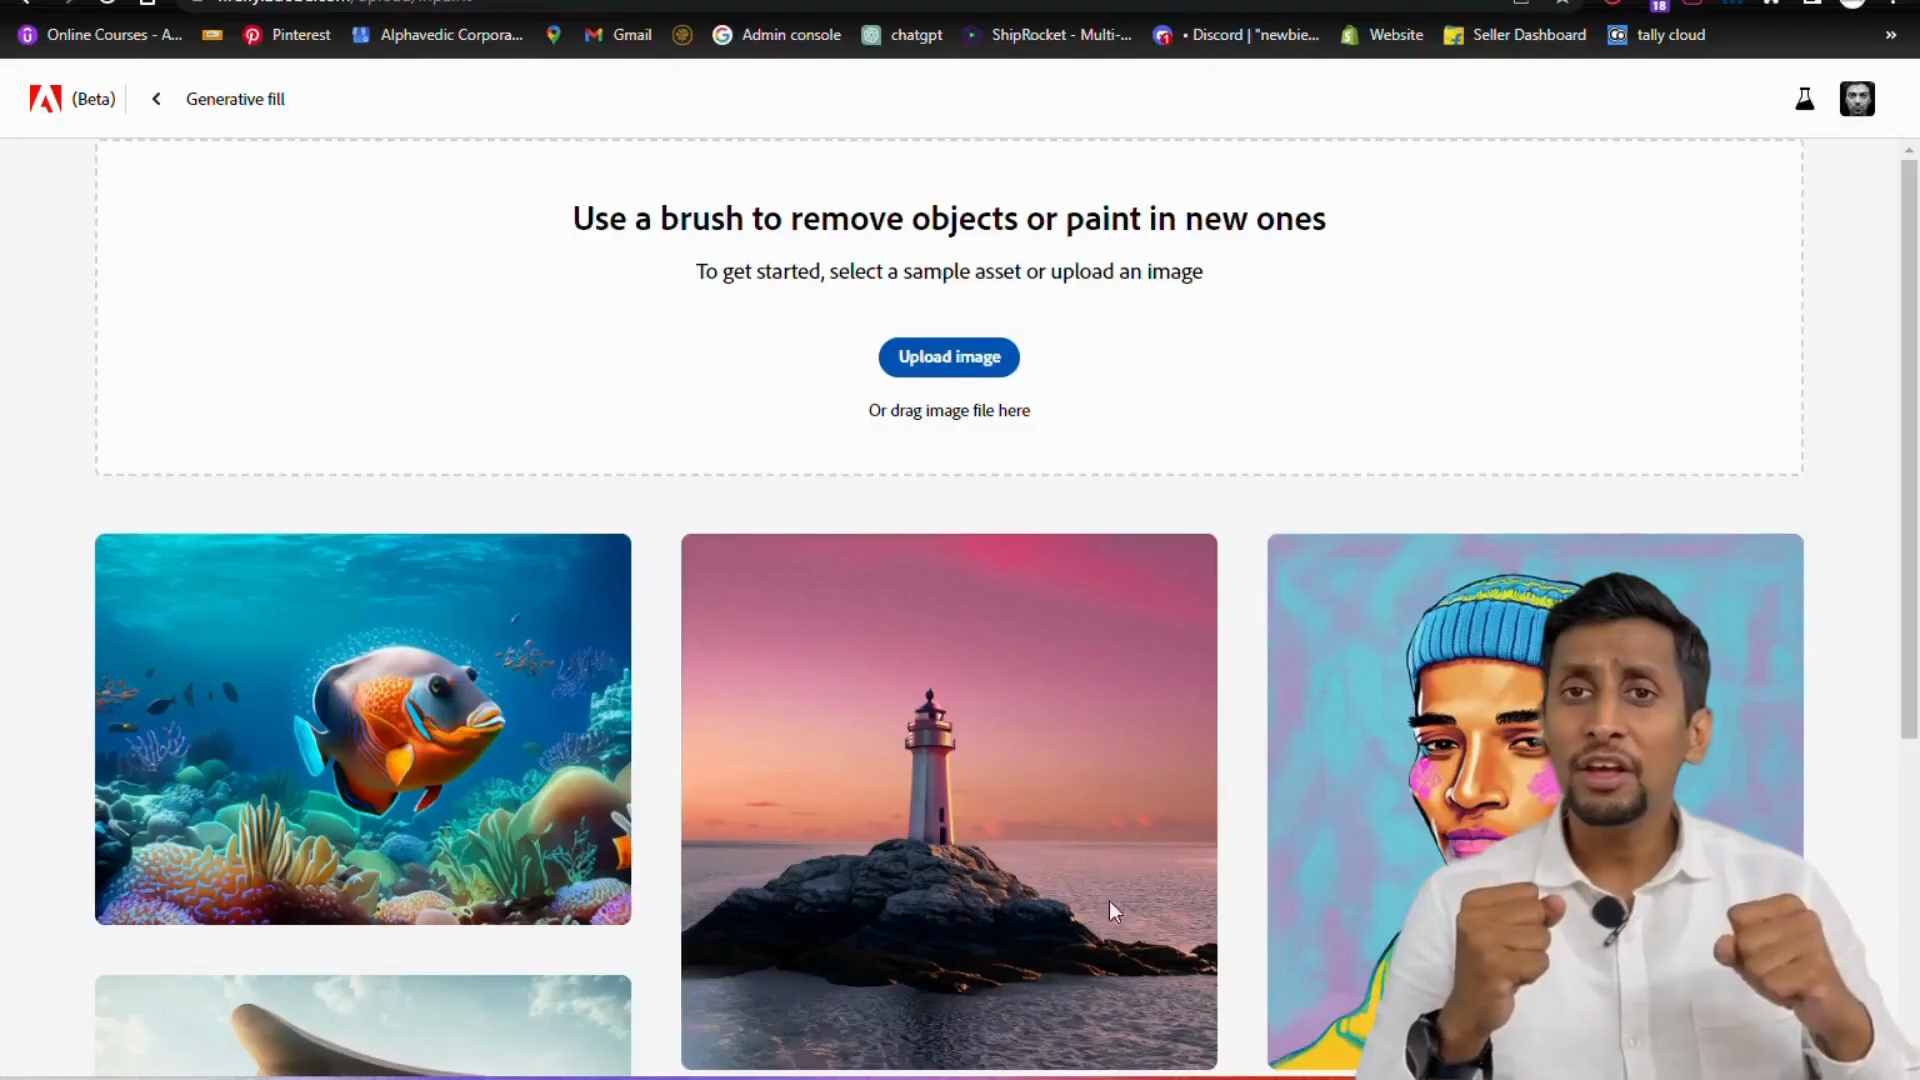 Online Courses - A...
Pinterest
Alphavedic Corpora...
Gmail
Admin console
chatgpt
ShipRocket - Multi-...
• Discord | "newbie...
Website
Seller Dashboard
tally cloud
»
18
(Beta)
Generative fill
Use a brush to remove objects or paint in new ones
To get started, select a sample asset or upload an image
Upload image
Or drag image file here